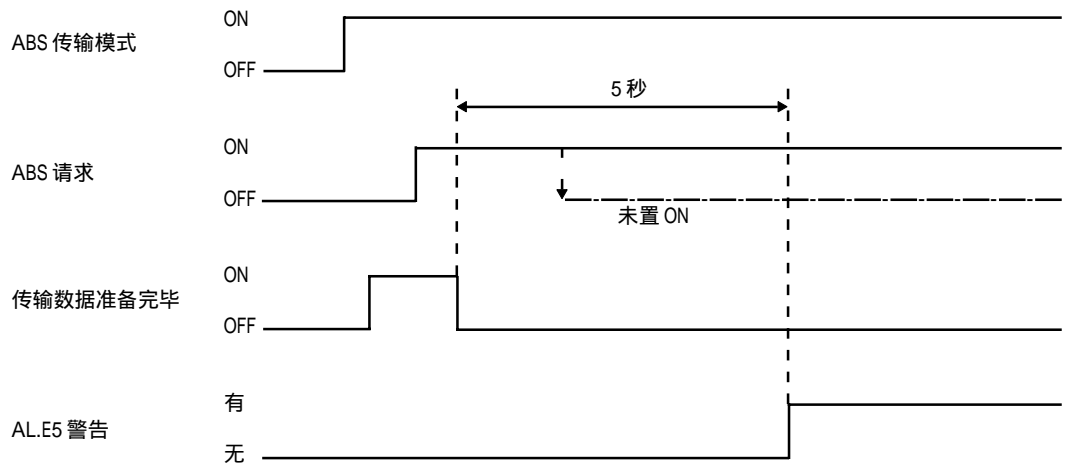 ON
ABS 传输模式
OFF
5 秒
ON
ABS 请求
OFF
未置 ON
ON
传输数据准备完毕
OFF
有
AL.E5 警告
无